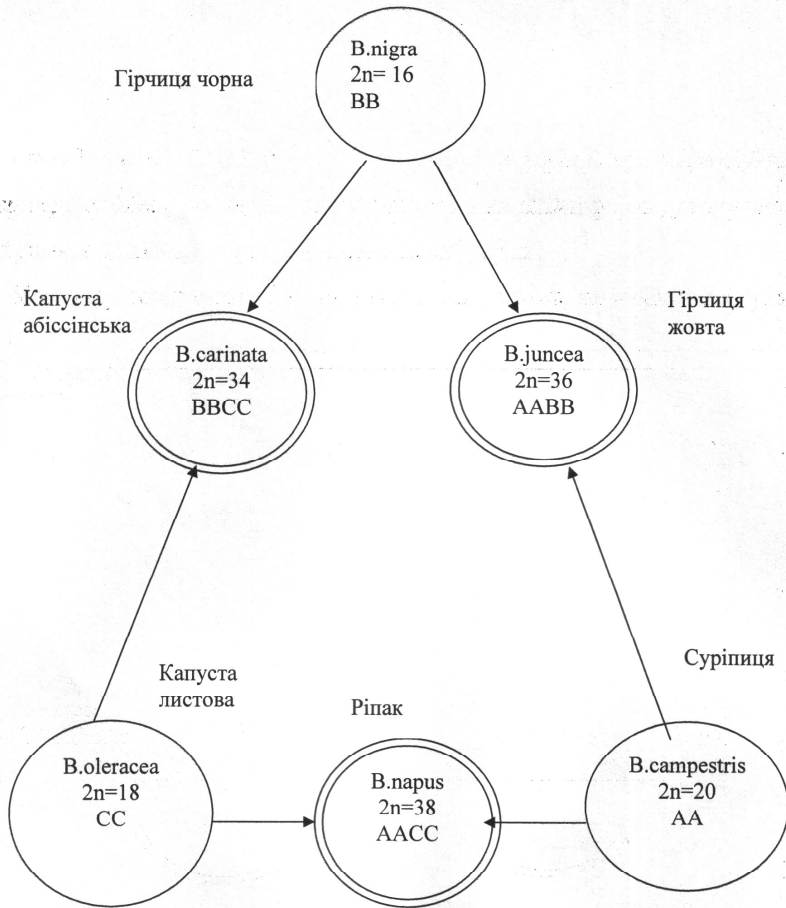 Гірчиця чорна
B.nigra
2n= 16
BB
Капуста
абіссінська
B.carinata
2n=34
BBCC
B.juncea
2n=36
AABB
Гірчиця
жовта
Капуста
листова
Ріпак
Суріпиця
B.oleracea
2n=18
CC
B.napus
2n=38
AACC
B.campestris
2n=20
AA